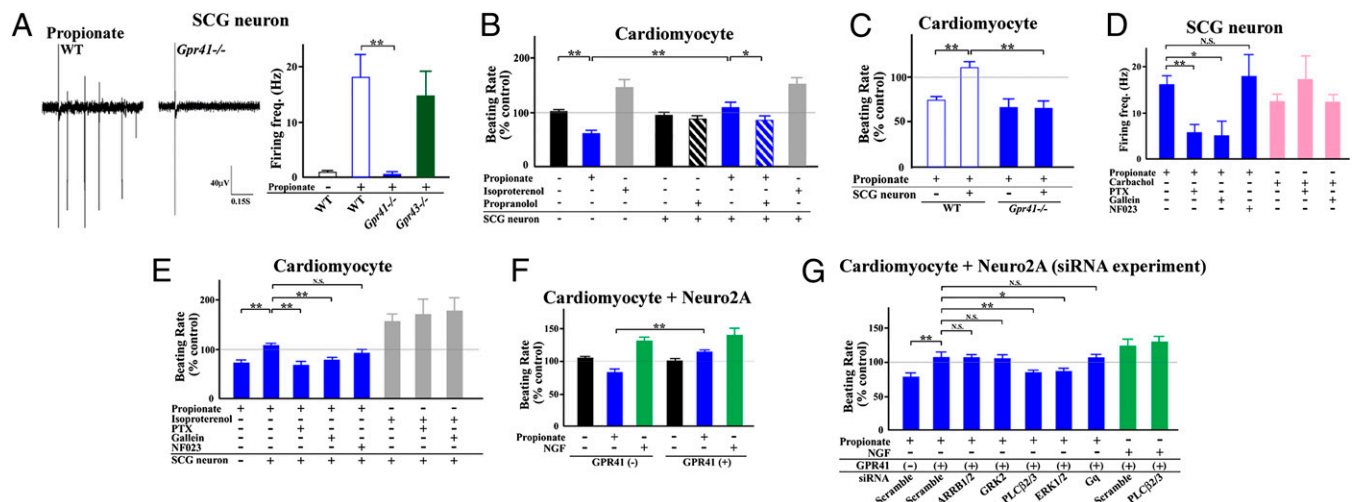 A
SCG neuron
Propionate
WT
Gpr41-/-
40μV
0.15S
Firing freq. (Hz)
20
10
0
**
Propionate - + + +
WT
WT
Gpr41-/-
Gpr43-/-
B
Cardiomyocyte
Beating Rate
(% control)
200
150
100
50
0
** ** *
Propionate - + - - - + + -
Isoproterenol - - + - - - - +
Propranolol - - - - + - + -
SCG neuron - - - + + + + +
C
Cardiomyocyte
Beating Rate
(% control)
100
50
0
** **
Propionate + + + +
SCG neuron - + - +
WT Gpr41-/-
D
SCG neuron
N.S.
*
**
Firing freq. (Hz)
20
10
0
Propionate + + + + - - -
Carbachol - - - - + + +
PTX - + - - - + -
Gallein - - + - - - +
NF023 - - - + - - -
E
Cardiomyocyte
N.S.
**
** **
Beating Rate
(% control)
200
150
100
50
0
Propionate + + + + + - - -
Isoproterenol - - - - - + + +
PTX - - + - - - + -
Gallein - - - + - - - +
NF023 - - - - + - - -
SCG neuron - + + + + + + +
F
Cardiomyocyte + Neuro2A
Beating Rate
(% control)
150
100
50
0
**
Propionate - + - - + -
NGF - - + - - +
GPR41 (-) GPR41 (+)
G
Cardiomyocyte + Neuro2A (siRNA experiment)
N.S.
*
**
N.S.
** N.S.
Beating Rate
(% control)
150
100
50
0
Propionate + + + + + + + - -
NGF - - - - - - - + +
GPR41 (-) (+) (+) (+) (+) (+) (+) (+) (+)
siRNA
Scramble
Scramble
ARRB1/2
GRK2
PLCβ2/3
ERK1/2
Gq
Scramble
PLCβ2/3